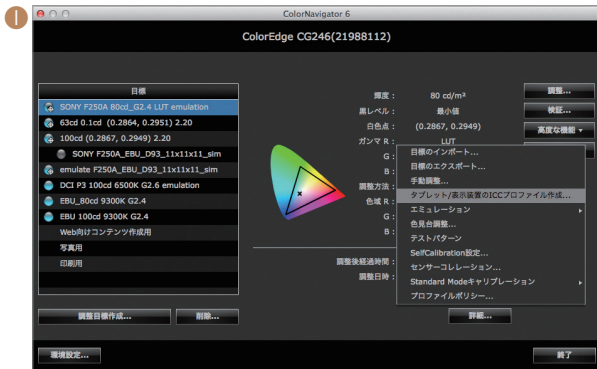 1
ColorNavigator 6
ColorEdge CG246(21988112)
目標
SONY F250A 80cd_G2.4 LUT emulation
63cd 0.1cd (0.2864, 0.2951) 2.20
100cd (0.2867, 0.2949) 2.20
SONY F250A_EBU_D93_11x11x11_sim
emulate F250A_EBU_D93_11x11x11_sim
DCI P3 100cd 6500K G2.6 emulation
EBU_80cd 9300K G2.4
EBU 100cd 9300K G2.4
Web向けコンテンツ作成用
写真用
印刷用
調整目標作成...
削除...
輝度: 80 cd/m²
黒レベル: 最小値
白色点: (0.2867, 0.2949)
ガンマ R: LUT
G:
B:
調整方法:
色域 R:
G:
B:
調整後経過時間:
調整日時:
調整...
検証...
高度な機能 ▼
目標のインポート...
目標のエクスポート...
手動調整...
タブレット/表示装置のICCプロファイル作成...
エミュレーション
色見台調整...
テストパターン
SelfCalibration設定...
センサーコレレーション...
Standard Modeキャリブレーション
プロファイルポリシー...
詳細...
環境設定...
終了